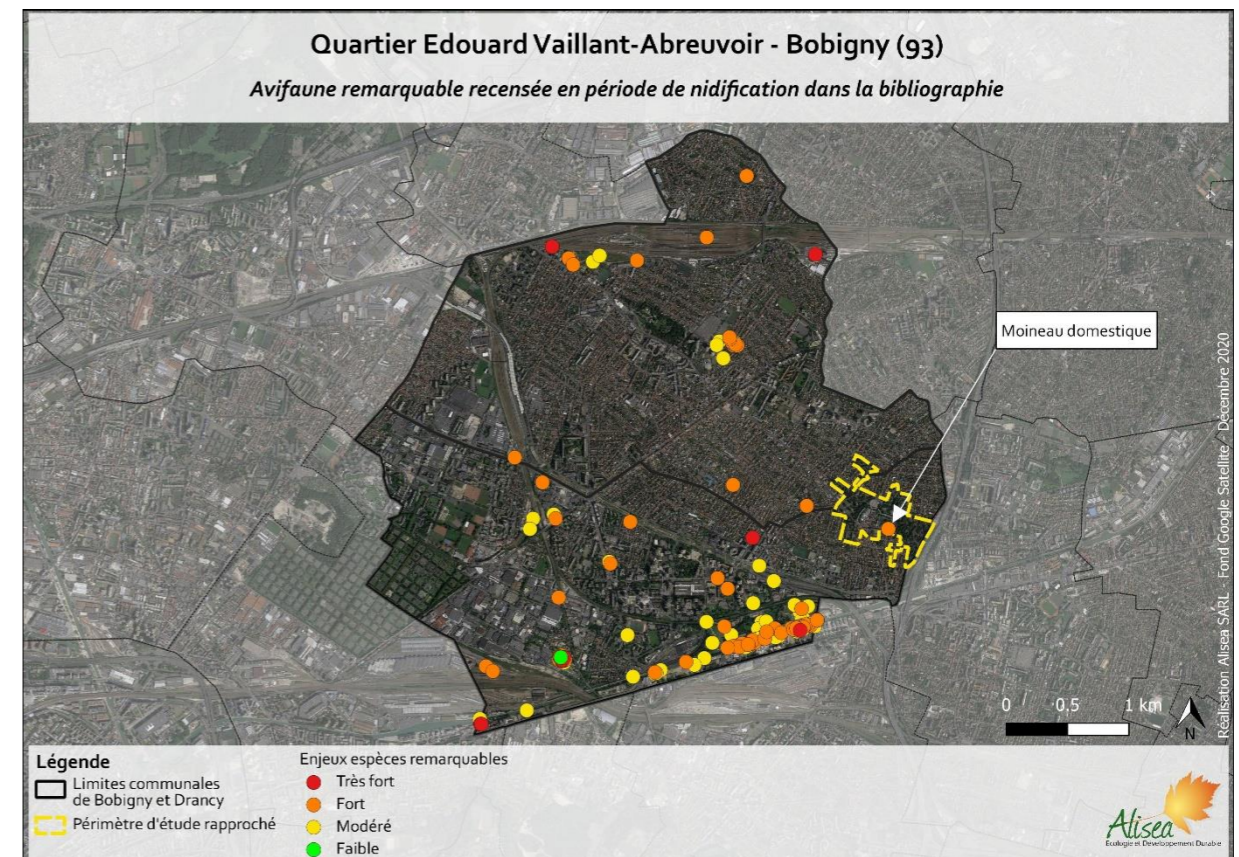 Quartier Edouard Vaillant-Abreuvoir - Bobigny (93)
Avifaune remarquable recensée en période de nidification dans la bibliographie
Moineau domestique
Réalisation Alisea SARL - Fond Google Satellite - Décembre 2020
0 0,5 1 km
N
Légende
Limites communales
de Bobigny et Drancy
Périmètre d'étude rapproché
Enjeux espèces remarquables
Très fort
Fort
Modéré
Faible
Alisea
Écologie et Développement Durable